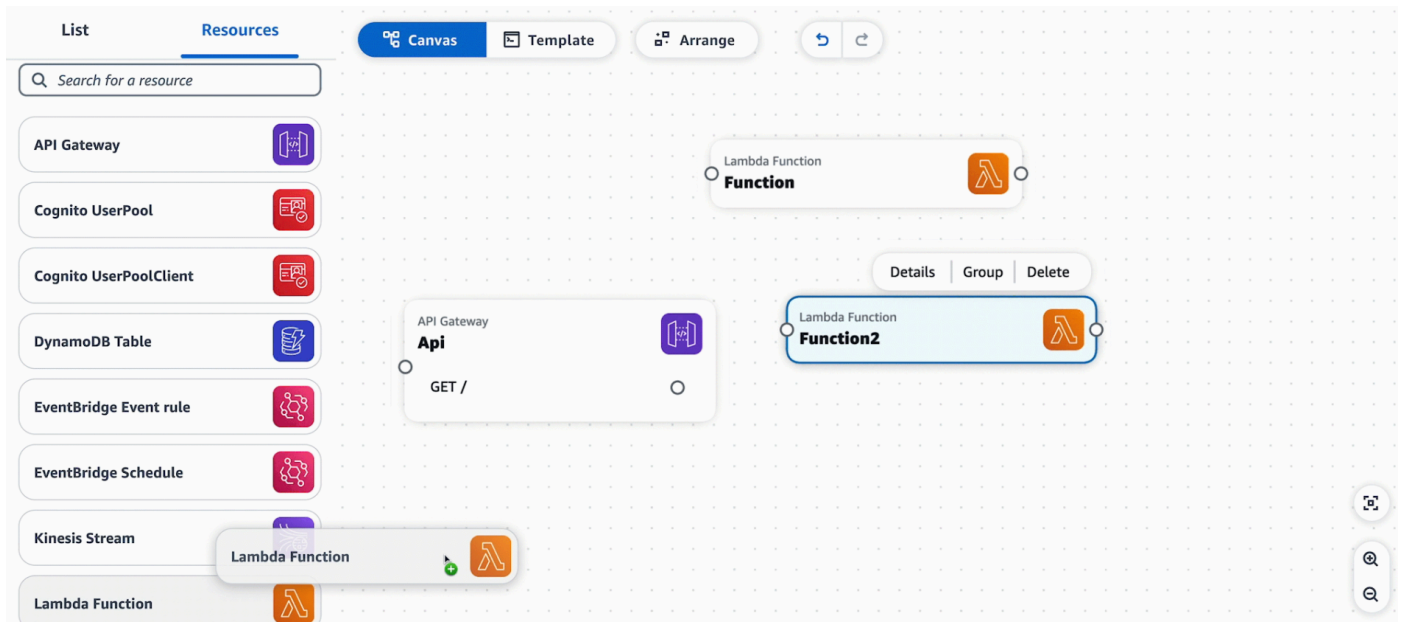 List
Resources
Search for a resource
API Gateway
Cognito UserPool
Cognito UserPoolClient
DynamoDB Table
EventBridge Event rule
EventBridge Schedule
Kinesis Stream
Lambda Function
Lambda Function
Canvas
Template
Arrange
Lambda Function
Function
Details
Group
Delete
Lambda Function
Function2
API Gateway
Api
GET /